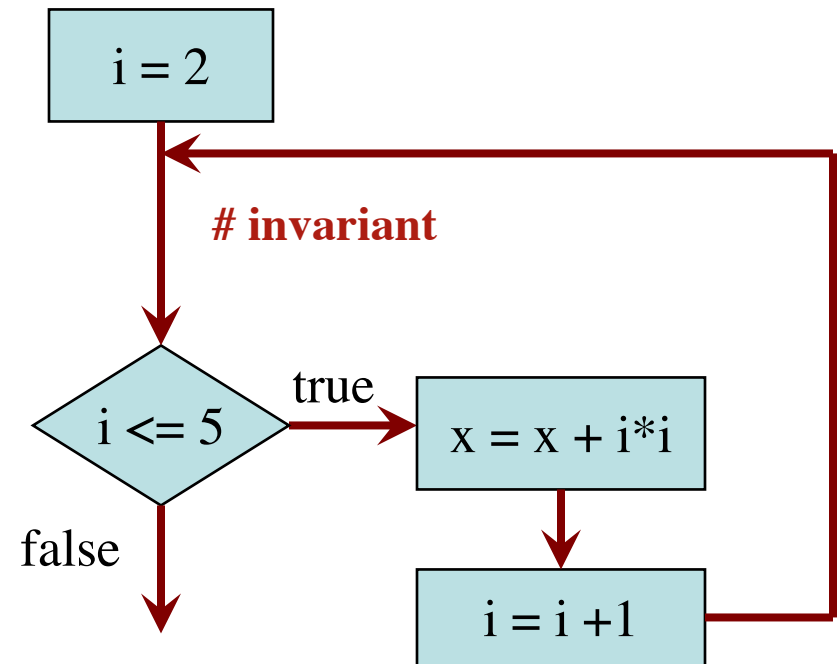 i = 2
# invariant
i <= 5
true
x = x + i*i
false
i = i +1